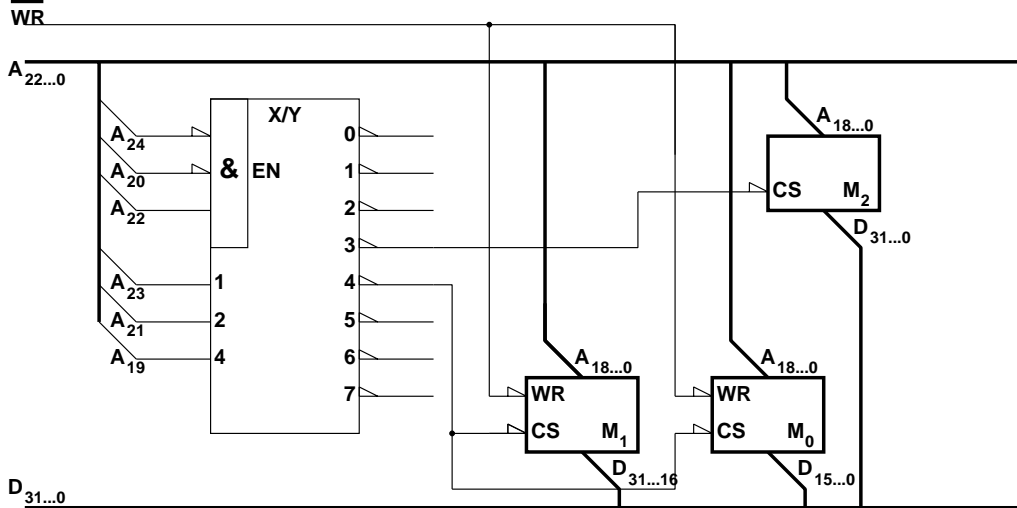 WR
A22...0
X/Y
A24
A20
A22
& EN
A23
A21
A19
1
2
4
0
1
2
3
4
5
6
7
A18...0
CS M2
D31...0
A18...0
WR
CS M1
D31...16
A18...0
WR
CS M0
D15...0
D31...0